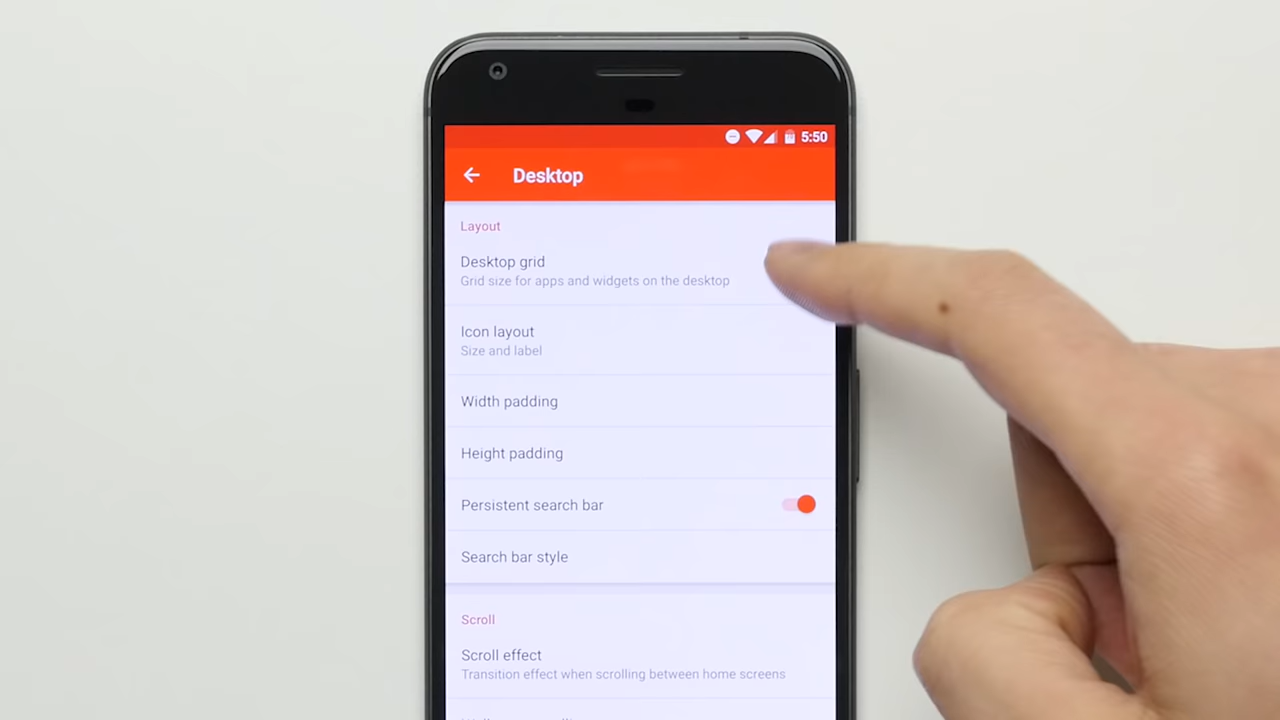 5:50
Desktop
Layout
Desktop grid
Grid size for apps and widgets on the desktop
Icon layout
Size and label
Width padding
Height padding
Persistent search bar
Search bar style
Scroll
Scroll effect
Transition effect when scrolling between home screens